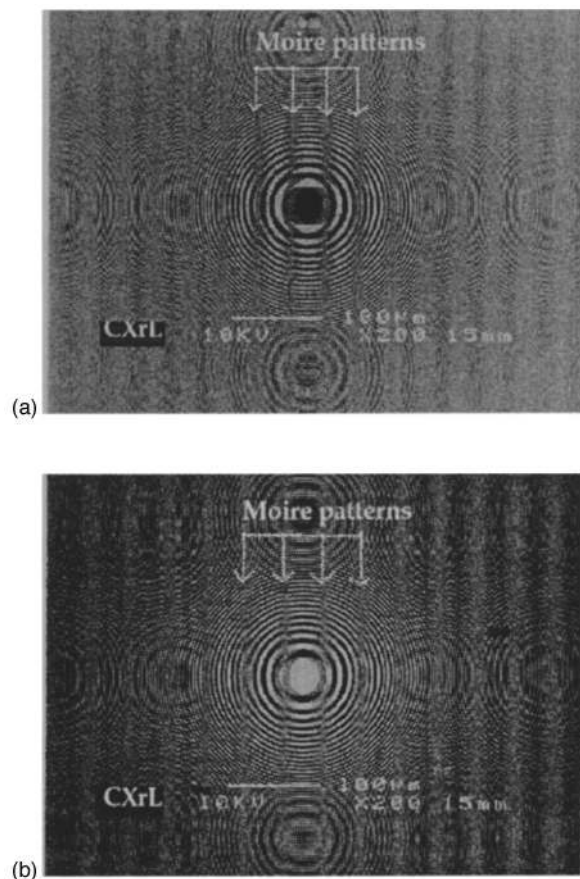 Moire patterns
100μm
CXrL
10KV X200 15mm
(a)
Moire patterns
100μm
CXrL
10KV X200 15mm
(b)